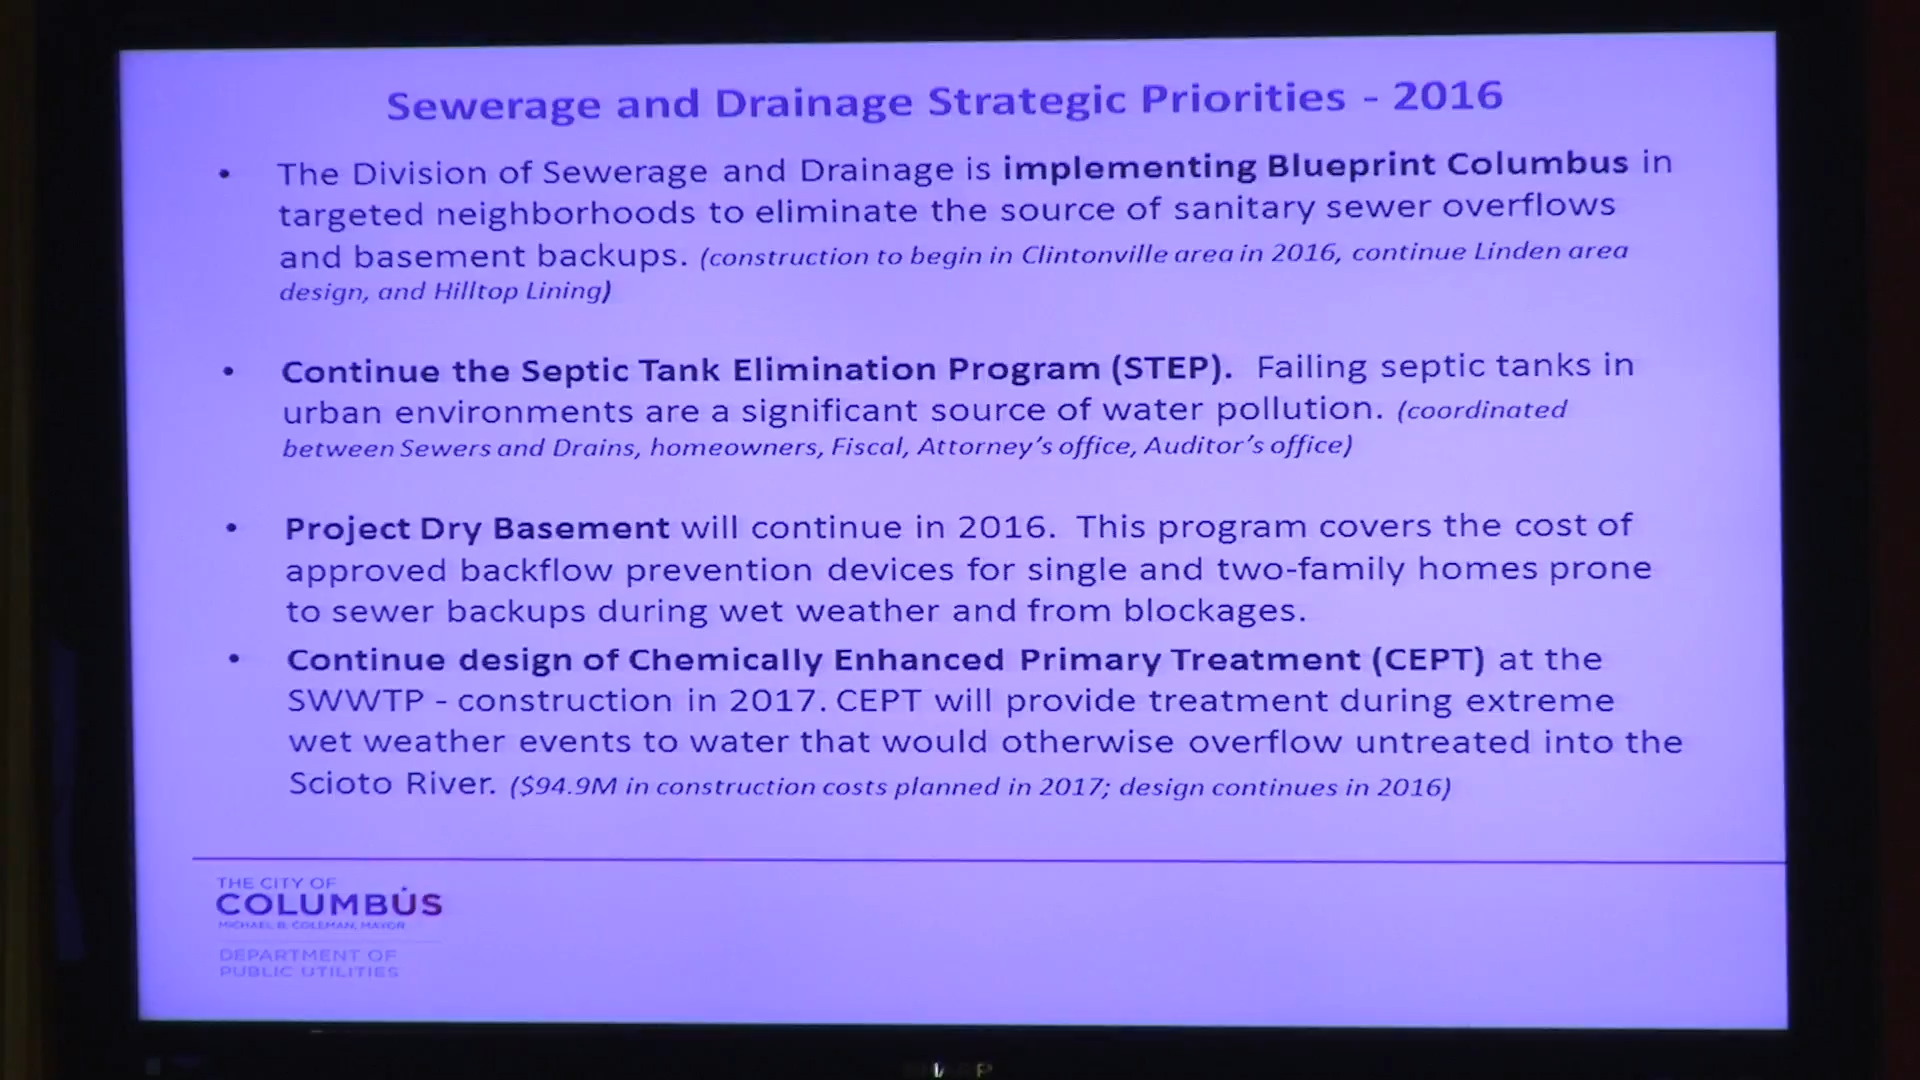 Sewerage and Drainage Strategic Priorities - 2016
• The Division of Sewerage and Drainage is implementing Blueprint Columbus in
targeted neighborhoods to eliminate the source of sanitary sewer overflows
and basement backups. (construction to begin in Clintonville area in 2016, continue Linden area
design, and Hilltop Lining)
• Continue the Septic Tank Elimination Program (STEP). Failing septic tanks in
urban environments are a significant source of water pollution. (coordinated
between Sewers and Drains, homeowners, Fiscal, Attorney's office, Auditor's office)
• Project Dry Basement will continue in 2016. This program covers the cost of
approved backflow prevention devices for single and two-family homes prone
to sewer backups during wet weather and from blockages.
• Continue design of Chemically Enhanced Primary Treatment (CEPT) at the
SWWTP - construction in 2017. CEPT will provide treatment during extreme
wet weather events to water that would otherwise overflow untreated into the
Scioto River. ($94.9M in construction costs planned in 2017; design continues in 2016)
THE CITY OF
COLUMBUS
MICHAEL B. COLEMAN, MAYOR
DEPARTMENT OF
PUBLIC UTILITIES